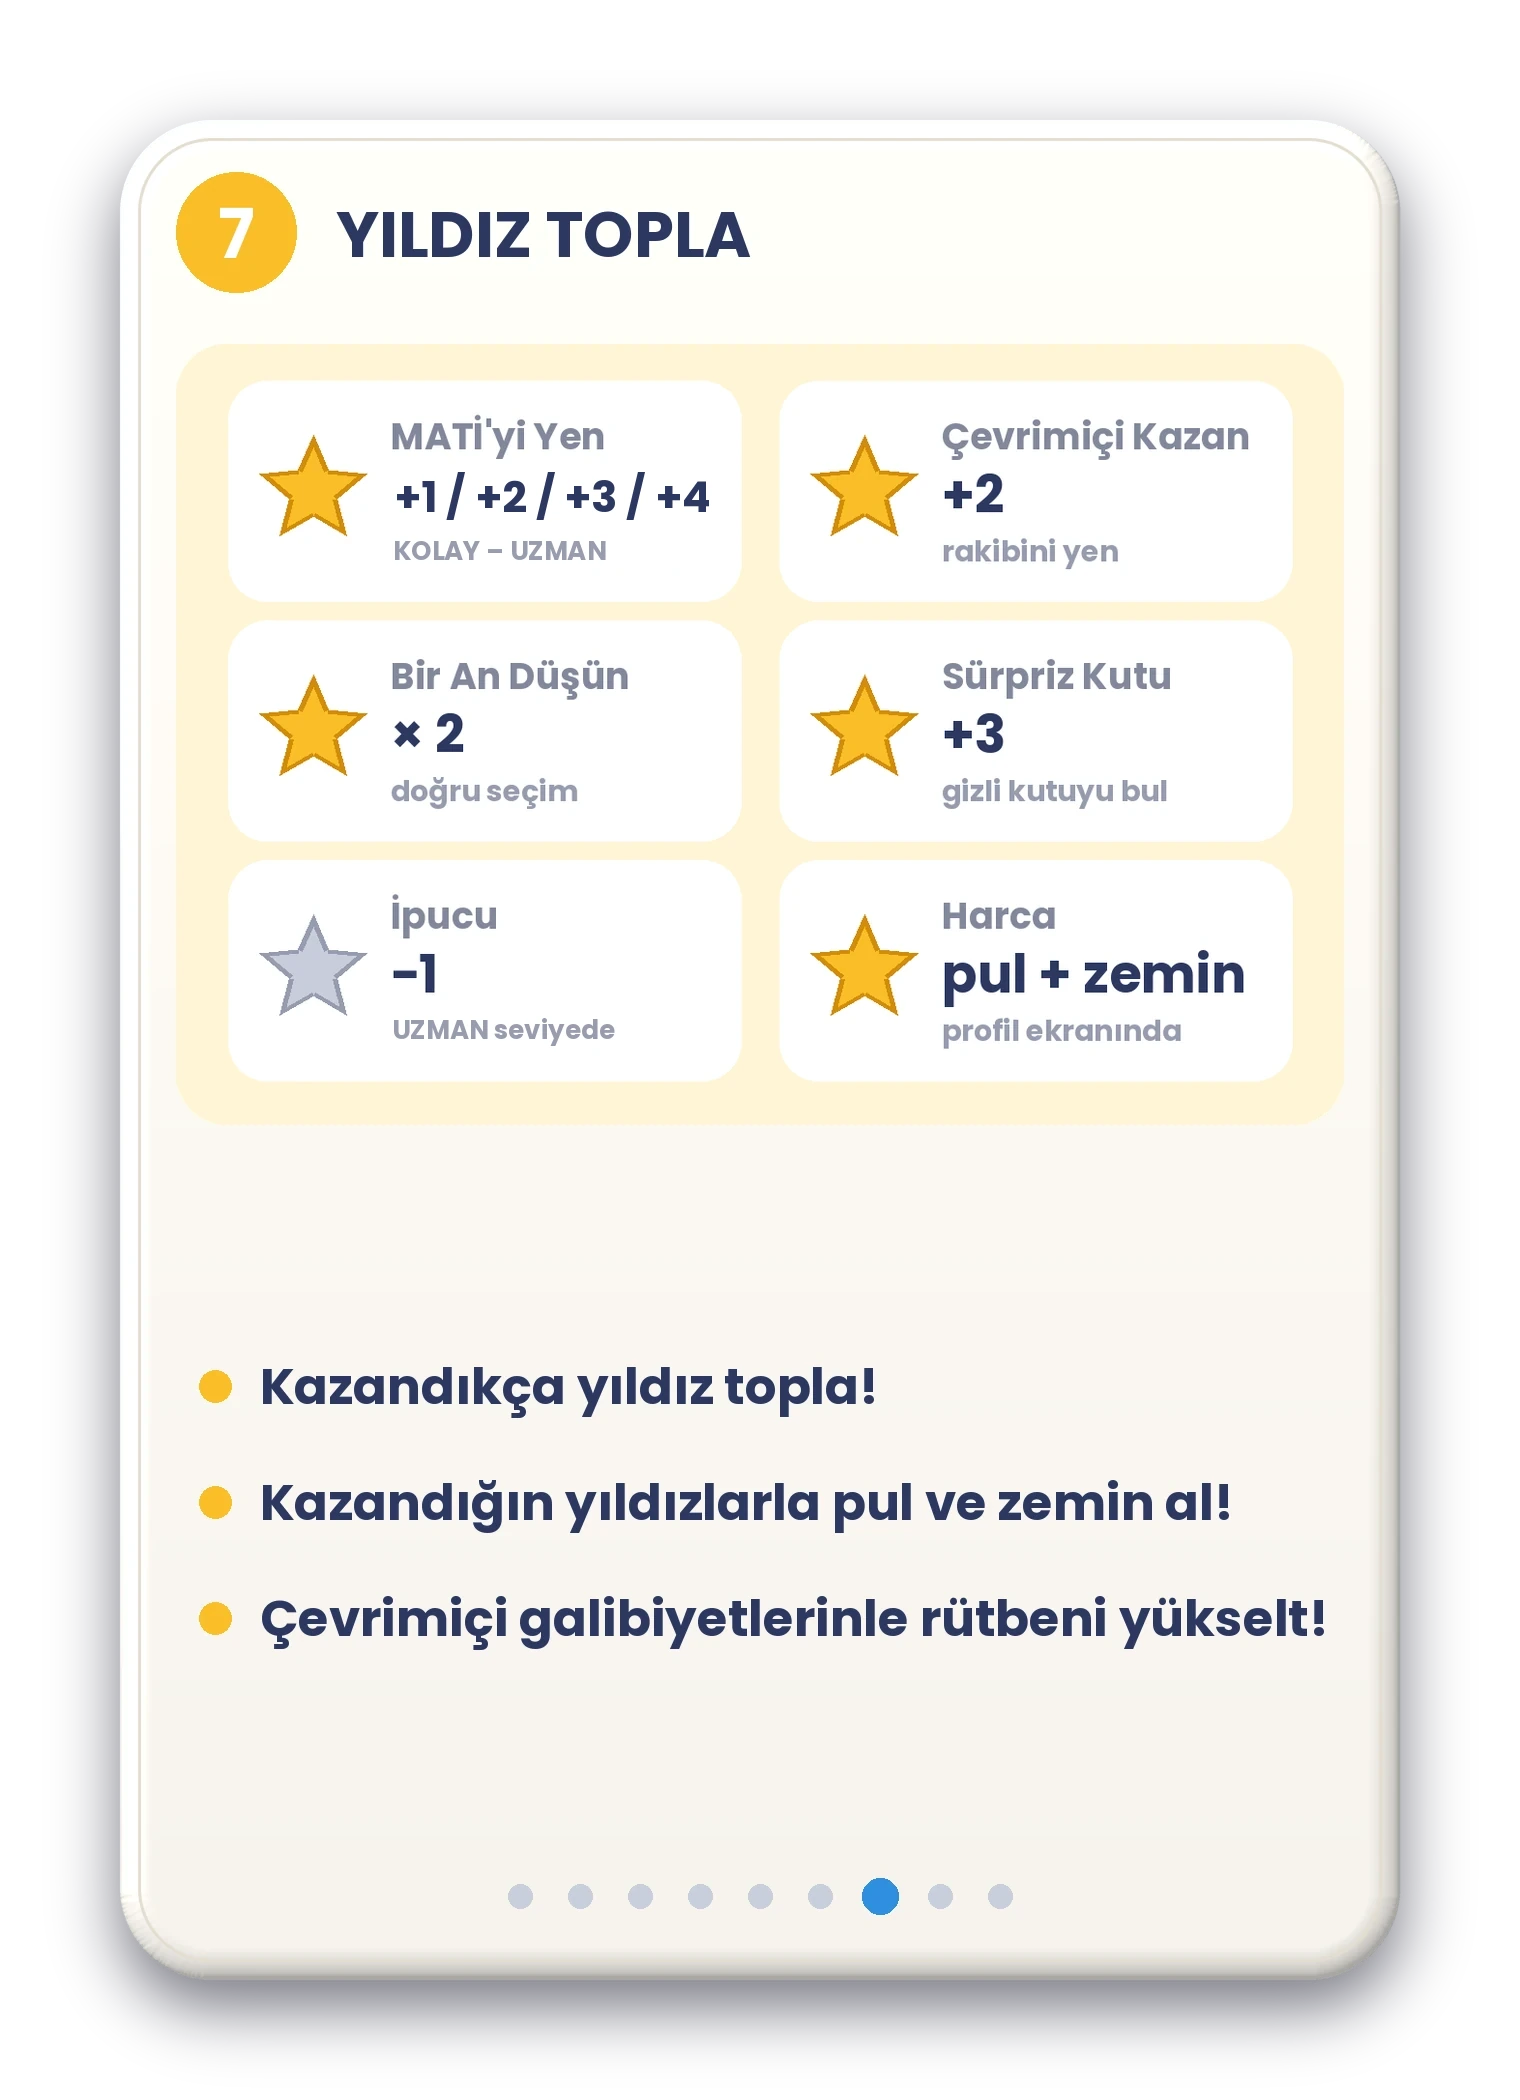 7 YILDIZ TOPLA
MATİ'yi Yen
+1 / +2 / +3 / +4
KOLAY – UZMAN
Çevrimiçi Kazan
+2
rakibini yen
Bir An Düşün
× 2
doğru seçim
Sürpriz Kutu
+3
gizli kutuyu bul
İpucu
–1
UZMAN seviyede
Harca
pul + zemin
profil ekranında
Kazandıkça yıldız topla!
Kazandığın yıldızlarla pul ve zemin al!
Çevrimiçi galibiyetlerinle rütbeni yükselt!